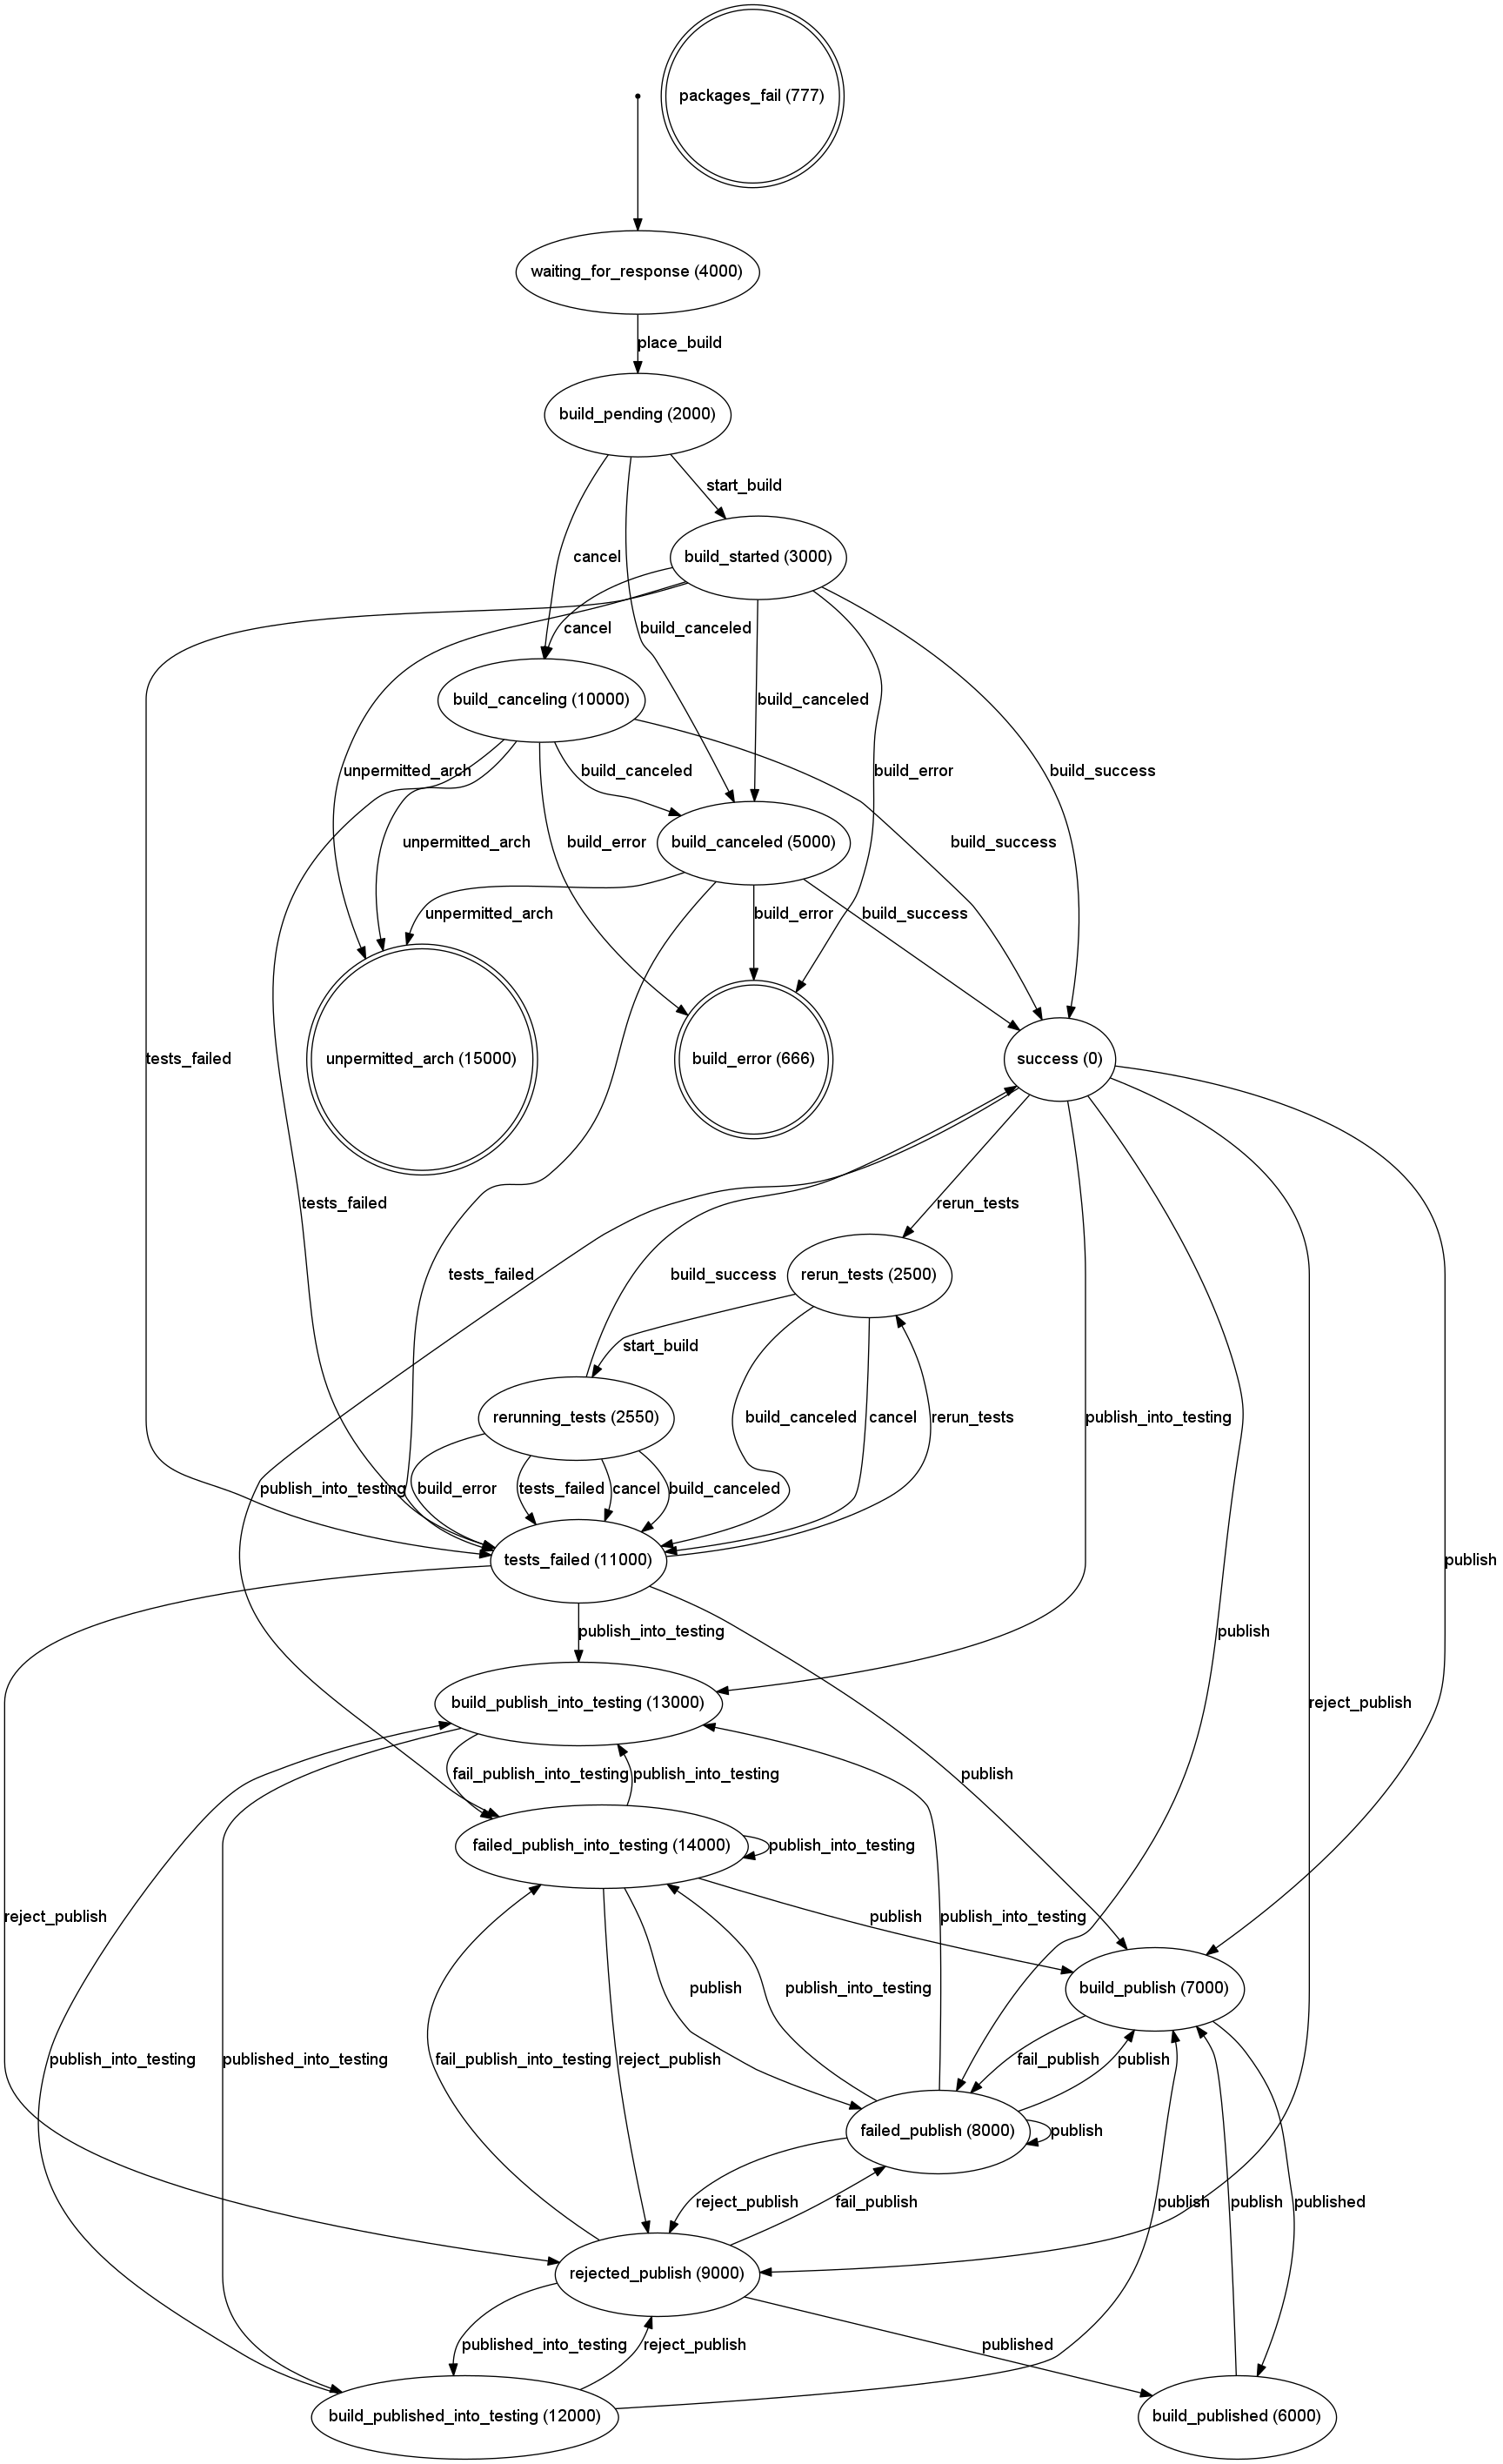 packages_fail (777)
waiting_for_response (4000)
place_build
build_pending (2000)
start_build
cancel
build_started (3000)
cancel
build_canceled
build_canceling (10000)
build_canceled
unpermitted_arch
build_canceled
build_error
build_success
unpermitted_arch
build_error
build_canceled (5000)
build_success
unpermitted_arch
build_error
build_success
tests_failed
unpermitted_arch (15000)
build_error (666)
success (0)
tests_failed
rerun_tests
tests_failed
build_success
rerun_tests (2500)
start_build
rerunning_tests (2550)
build_canceled
cancel
rerun_tests
publish_into_testing
publish_into_testing
build_error
tests_failed
cancel
build_canceled
tests_failed (11000)
publish
publish_into_testing
publish
build_publish_into_testing (13000)
reject_publish
fail_publish_into_testing
publish_into_testing
publish
failed_publish_into_testing (14000)
publish_into_testing
reject_publish
publish
publish_into_testing
publish
publish_into_testing
build_publish (7000)
publish_into_testing
published_into_testing
fail_publish_into_testing
reject_publish
fail_publish
publish
failed_publish (8000)
publish
reject_publish
fail_publish
publish
publish
published
rejected_publish (9000)
published_into_testing
reject_publish
published
build_published_into_testing (12000)
build_published (6000)